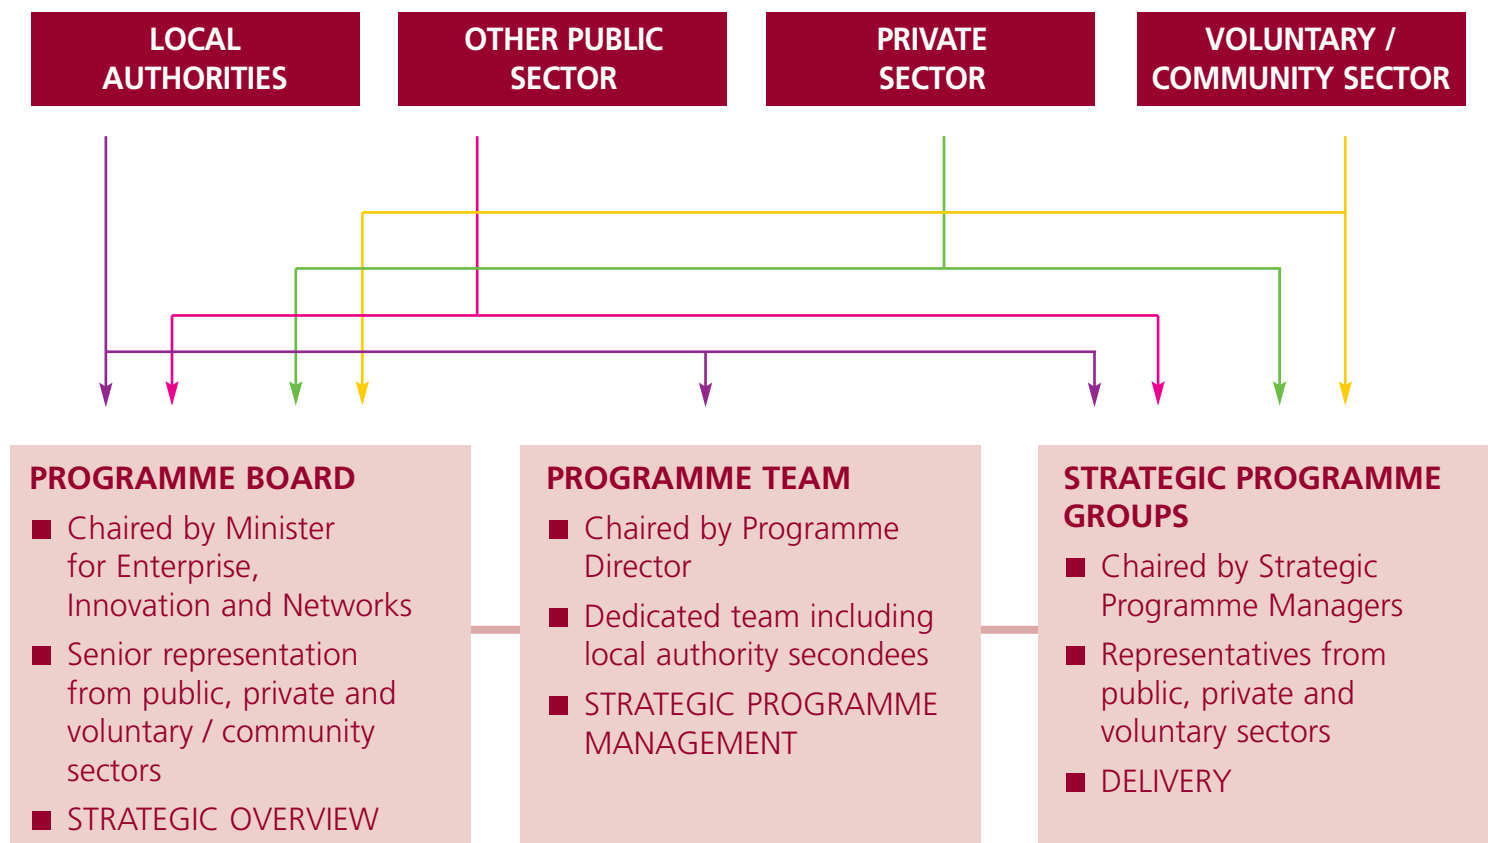 LOCAL
AUTHORITIES
OTHER PUBLIC
SECTOR
PRIVATE
SECTOR
VOLUNTARY /
COMMUNITY SECTOR
PROGRAMME BOARD
Chaired by Minister
for Enterprise,
Innovation and Networks
Senior representation
from public, private and
voluntary / community
sectors
STRATEGIC OVERVIEW
PROGRAMME TEAM
Chaired by Programme
Director
Dedicated team including
local authority secondees
STRATEGIC PROGRAMME
MANAGEMENT
STRATEGIC PROGRAMME
GROUPS
Chaired by Strategic
Programme Managers
Representatives from
public, private and
voluntary sectors
DELIVERY